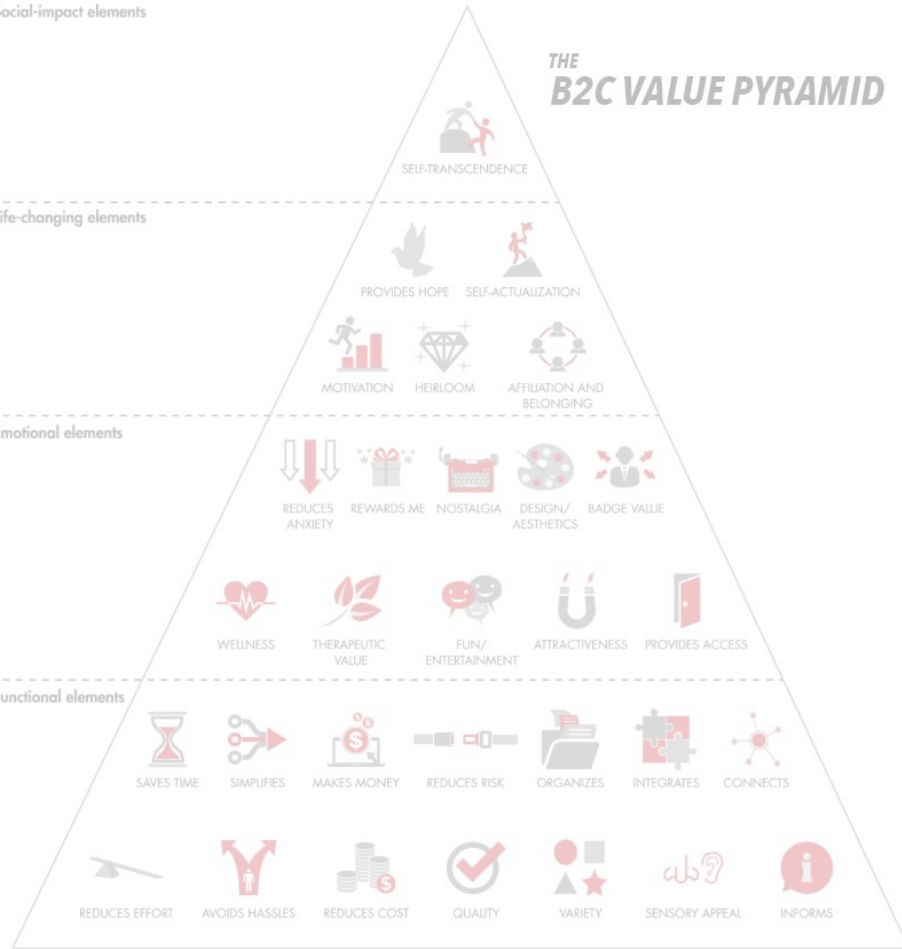 ocial-impact elements
THE
B2C VALUE PYRAMID
SELF-TRANSCENDENCE
ife-changing elements
PROVIDES HOPE SELF-ACTUALIZATION
MOTIVATION HEIRLOOM AFFILIATION AND
BELONGING
motional elements
REDUCES REWARDS ME NOSTALGIA DESIGN/ BADGE VALUE
ANXIETY AESTHETICS
WELLNESS THERAPEUTIC FUN/ ATTRACTIVENESS PROVIDES ACCESS
VALUE ENTERTAINMENT
unctional elements
SAVES TIME SIMPLIFIES MAKES MONEY REDUCES RISK ORGANIZES INTEGRATES CONNECTS
REDUCES EFFORT AVOIDS HASSLES REDUCES COST QUALITY VARIETY SENSORY APPEAL INFORMS